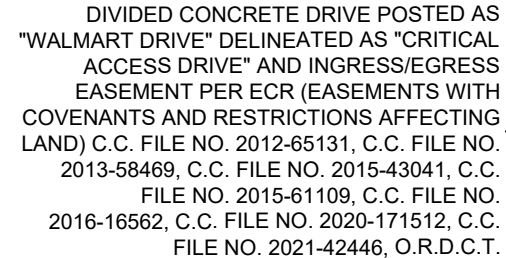 DIVIDED CONCRETE DRIVE POSTED AS
"WALMART DRIVE" DELINEATED AS "CRITICAL
ACCESS DRIVE" AND INGRESS/EGRESS
EASEMENT PER ECR (EASEMENTS WITH
COVENANTS AND RESTRICTIONS AFFECTING
LAND) C.C. FILE NO. 2012-65131, C.C. FILE NO.
2013-58469, C.C. FILE NO. 2015-43041, C.C.
FILE NO. 2015-61109, C.C. FILE NO.
2016-16562, C.C. FILE NO. 2020-171512, C.C.
FILE NO. 2021-42446, O.R.D.C.T.